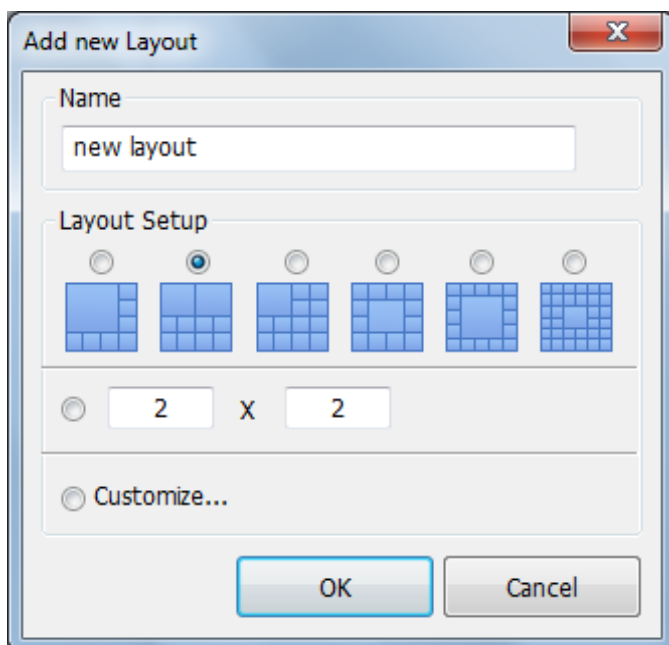 Add new Layout
Name
new layout
Layout Setup
2 X 2
Customize...
OK Cancel